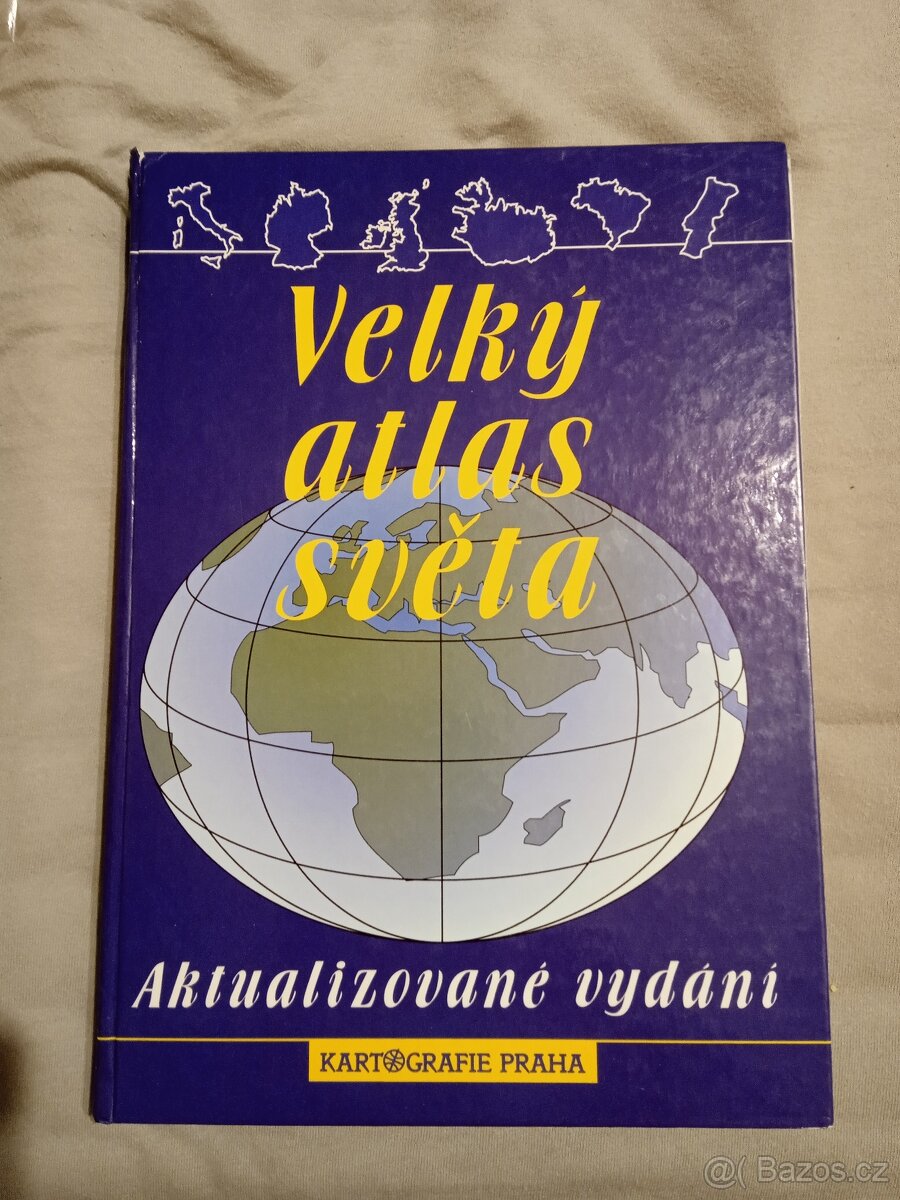 Velký
atlas
světa
Aktualizované vydání
KARTOGRAFIE PRAHA
@( Bazos.cz